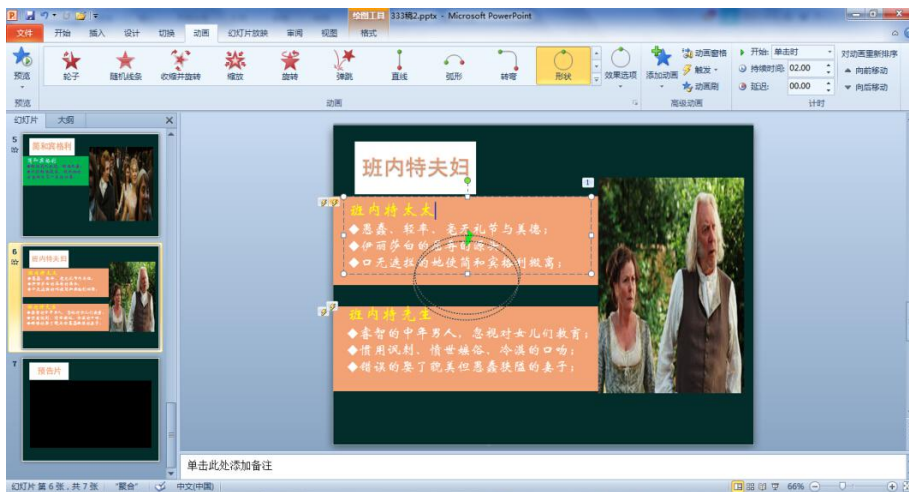 绘图工具
333稿2.pptx - Microsoft PowerPoint
文件 开始 插入 设计 切换 动画 幻灯片放映 审阅 视图 格式
预览
轮子 随机线条 收缩并旋转 缩放 旋转 弹跳 直线 弧形 转弯 形状
效果选项
添加动画
动画窗格
触发
动画刷
开始: 单击时
持续时间: 02.00
延迟: 00.00
对动画重新排序
向前移动
向后移动
预览 动画 高级动画 计时
幻灯片 大纲
5
简和宾格利
6
班内特夫妇
7
预告片
班内特夫妇
1
班内特太太
◆愚蠢、轻率、毫无礼节与美德;
◆伊丽莎白的屈辱的源头;
◆口无遮拦的她使简和宾格利搬离;
班内特先生
◆睿智的中年男人,忽视对女儿们教育;
◆惯用讽刺、愤世嫉俗、冷漠的口吻;
◆错误的娶了貌美但愚蠢狭隘的妻子;
单击此处添加备注
幻灯片 第 6 张,共 7 张 "聚合" 中文(中国) 66%